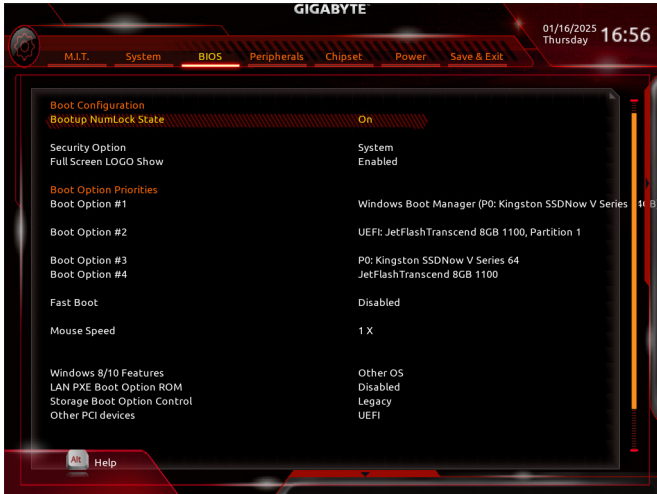 GIGABYTE™
01/16/2025 Thursday 16:56
M.I.T. System BIOS Peripherals Chipset Power Save & Exit
Boot Configuration
Bootup NumLock State On
Security Option System
Full Screen LOGO Show Enabled
Boot Option Priorities
Boot Option #1 Windows Boot Manager (P0: Kingston SSDNow V Series
Boot Option #2 UEFI: JetFlashTranscend 8GB 1100, Partition 1
Boot Option #3 P0: Kingston SSDNow V Series 64
Boot Option #4 JetFlashTranscend 8GB 1100
Fast Boot Disabled
Mouse Speed 1 X
Windows 8/10 Features Other OS
LAN PXE Boot Option ROM Disabled
Storage Boot Option Control Legacy
Other PCI devices UEFI
Alt Help